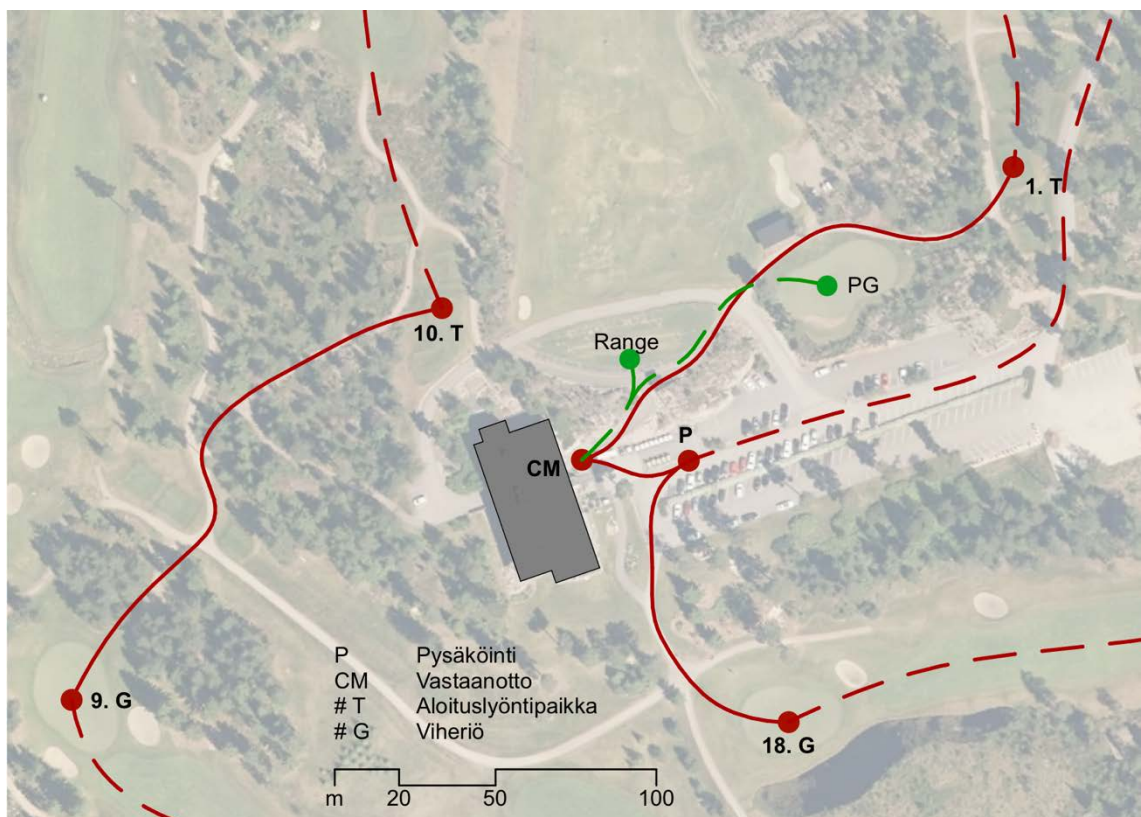 1. T
PG
10. T
Range
P
CM
9. G
18. G
P Pysäköinti
CM Vastaanotto
# T Aloituslyöntipaikka
# G Viheriö
m 20 50 100